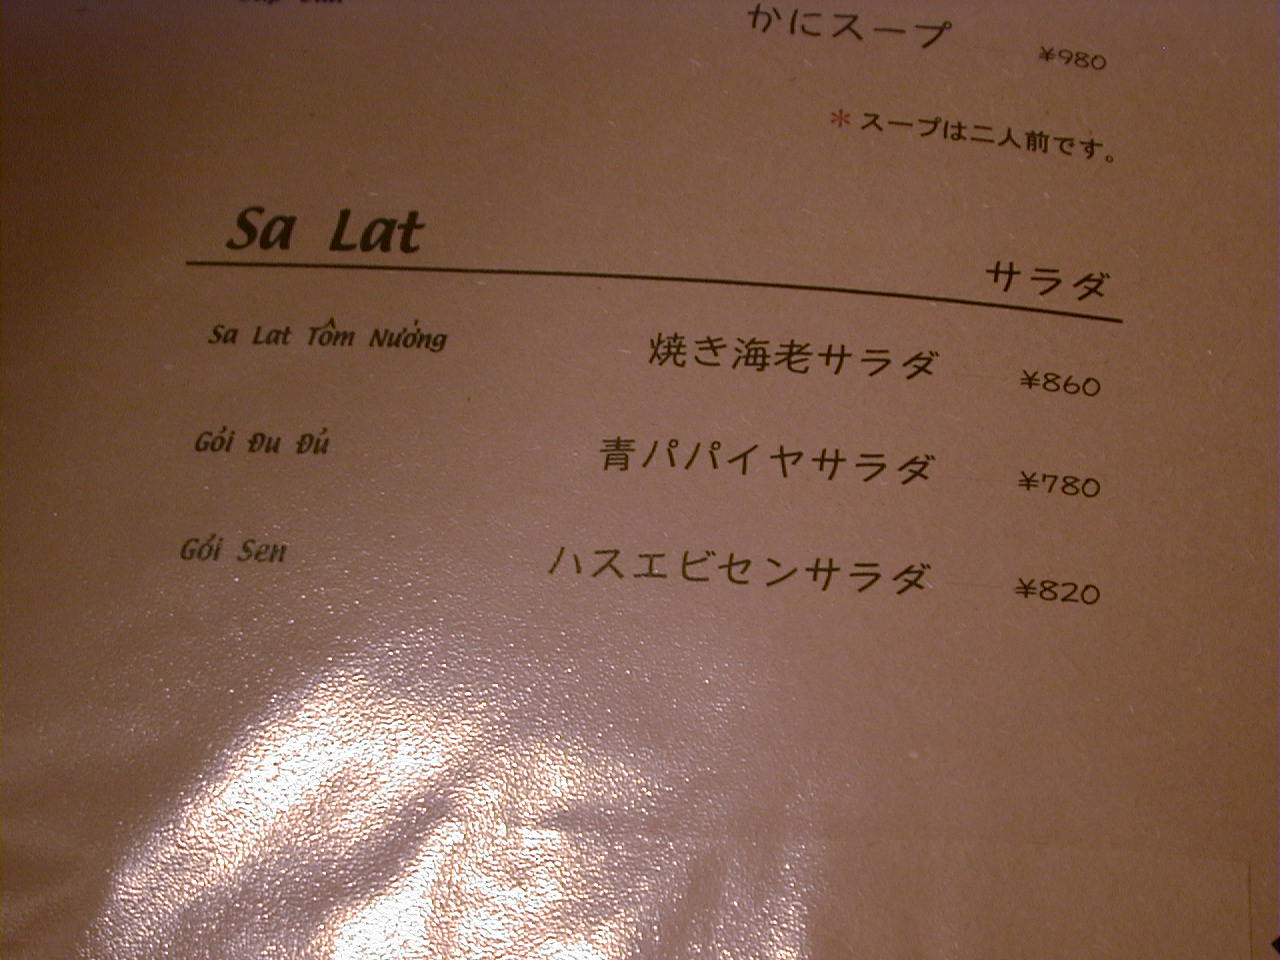 かにスープ ¥980
*スープは二人前です。
Sa Lat サラダ
Sa Lat Tôm Nướng 焼き海老サラダ ¥860
Gỏi Đu Đủ 青パパイヤサラダ ¥780
Gỏi Sen ハスエビセンサラダ ¥820